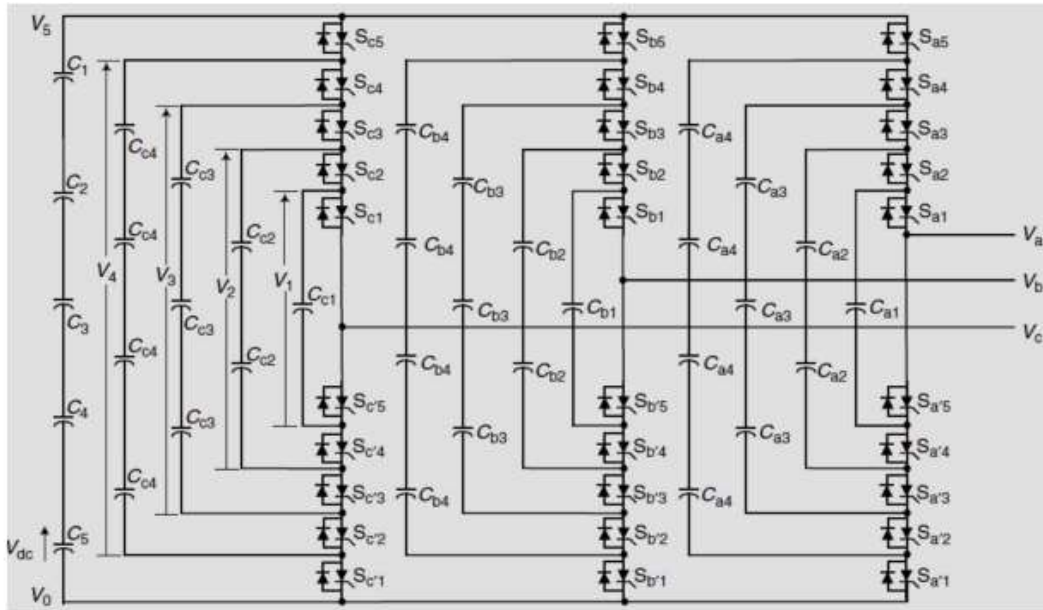 V5
Sc5
Sb5
Sa5
C1
Sc4
Sb4
Sa4
Cc4
Sc3
Cb4
Sb3
Ca4
Sa3
C2
Cc3
Sc2
Cb3
Sb2
Ca3
Sa2
Sc1
Sb1
Sa1
Cc4
Cc2
Cb4
Cb2
Ca4
Ca2
Va
V4
V3
V2
V1
Cc1
Cb1
Ca1
Vb
C3
Cc3
Cb3
Ca3
Vc
Cc4
Cc2
Cb4
Cb2
Ca4
Ca2
C4
Cc3
Sc'5
Cb3
Sb'5
Ca3
Sa'5
Sc'4
Sb'4
Sa'4
Cc4
Sc'3
Cb4
Sb'3
Ca4
Sa'3
Vdc
C5
Sc'2
Sb'2
Sa'2
V0
Sc'1
Sb'1
Sa'1